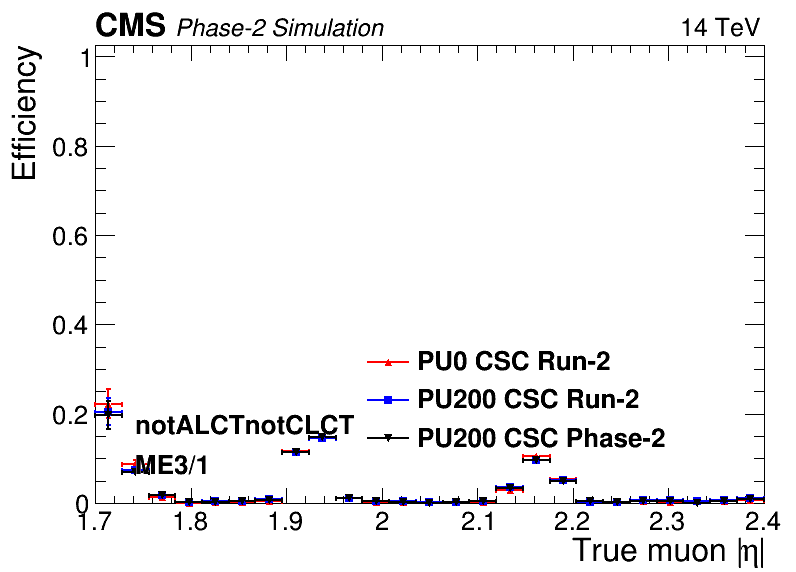 CMS Phase-2 Simulation 14 TeV
Efficiency
1
0.8
0.6
0.4
0.2
0
PU0 CSC Run-2
PU200 CSC Run-2
PU200 CSC Phase-2
notALCTnotCLCT
ME3/1
1.7 1.8 1.9 2 2.1 2.2 2.3 2.4
True muon |η|